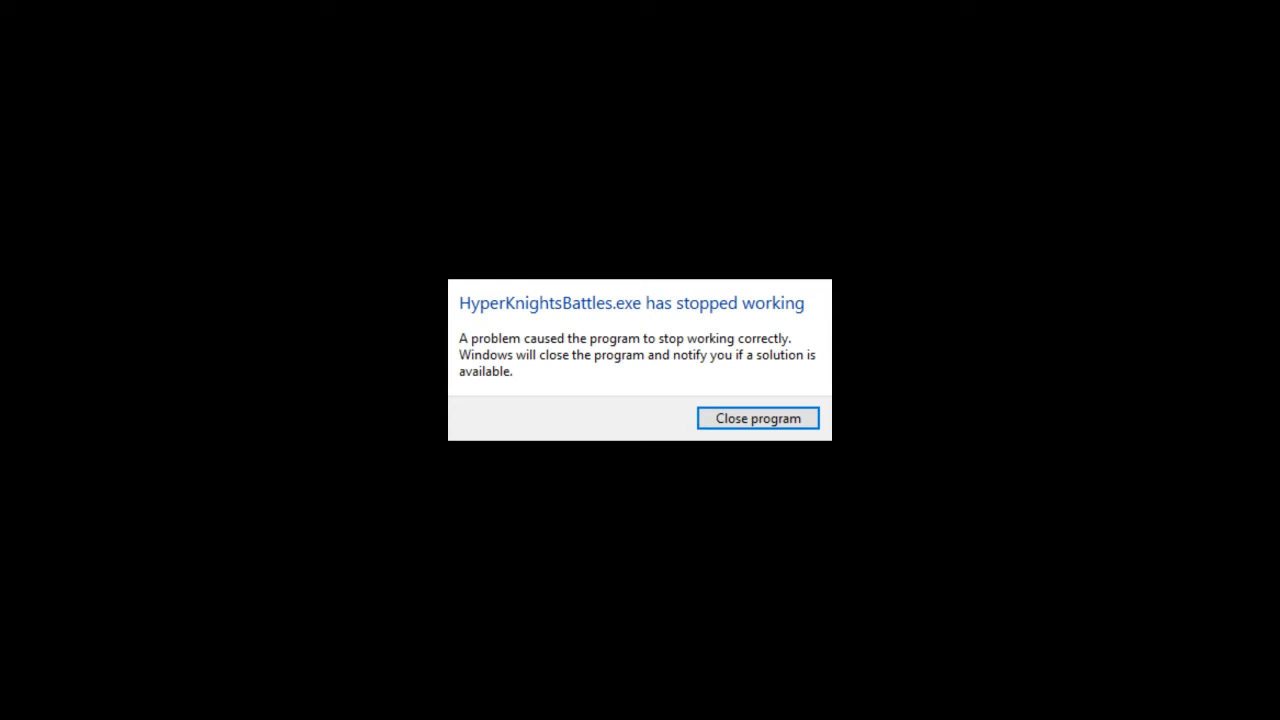 HyperKnightsBattles.exe has stopped working
A problem caused the program to stop working correctly.
Windows will close the program and notify you if a solution is
available.
Close program